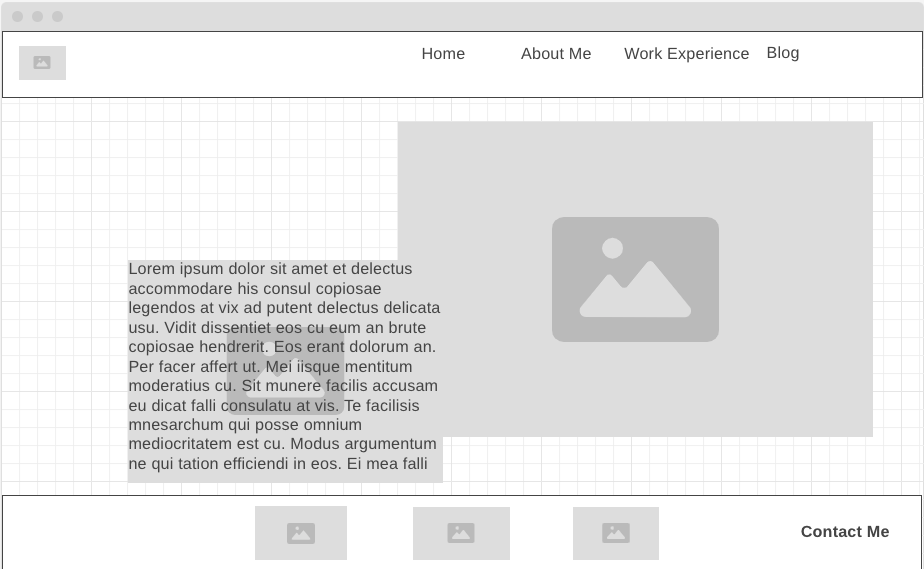 Home About Me Work Experience Blog
Lorem ipsum dolor sit amet et delectus
accommodare his consul copiosae
legendos at vix ad putent delectus delicata
usu. Vidit dissentiet eos cu eum an brute
copiosae hendrerit. Eos erant dolorum an.
Per facer affert ut. Mei iisque mentitum
moderatius cu. Sit munere facilis accusam
eu dicat falli consulatu at vis. Te facilisis
mnesarchum qui posse omnium
mediocritatem est cu. Modus argumentum
ne qui tation efficiendi in eos. Ei mea falli
Contact Me